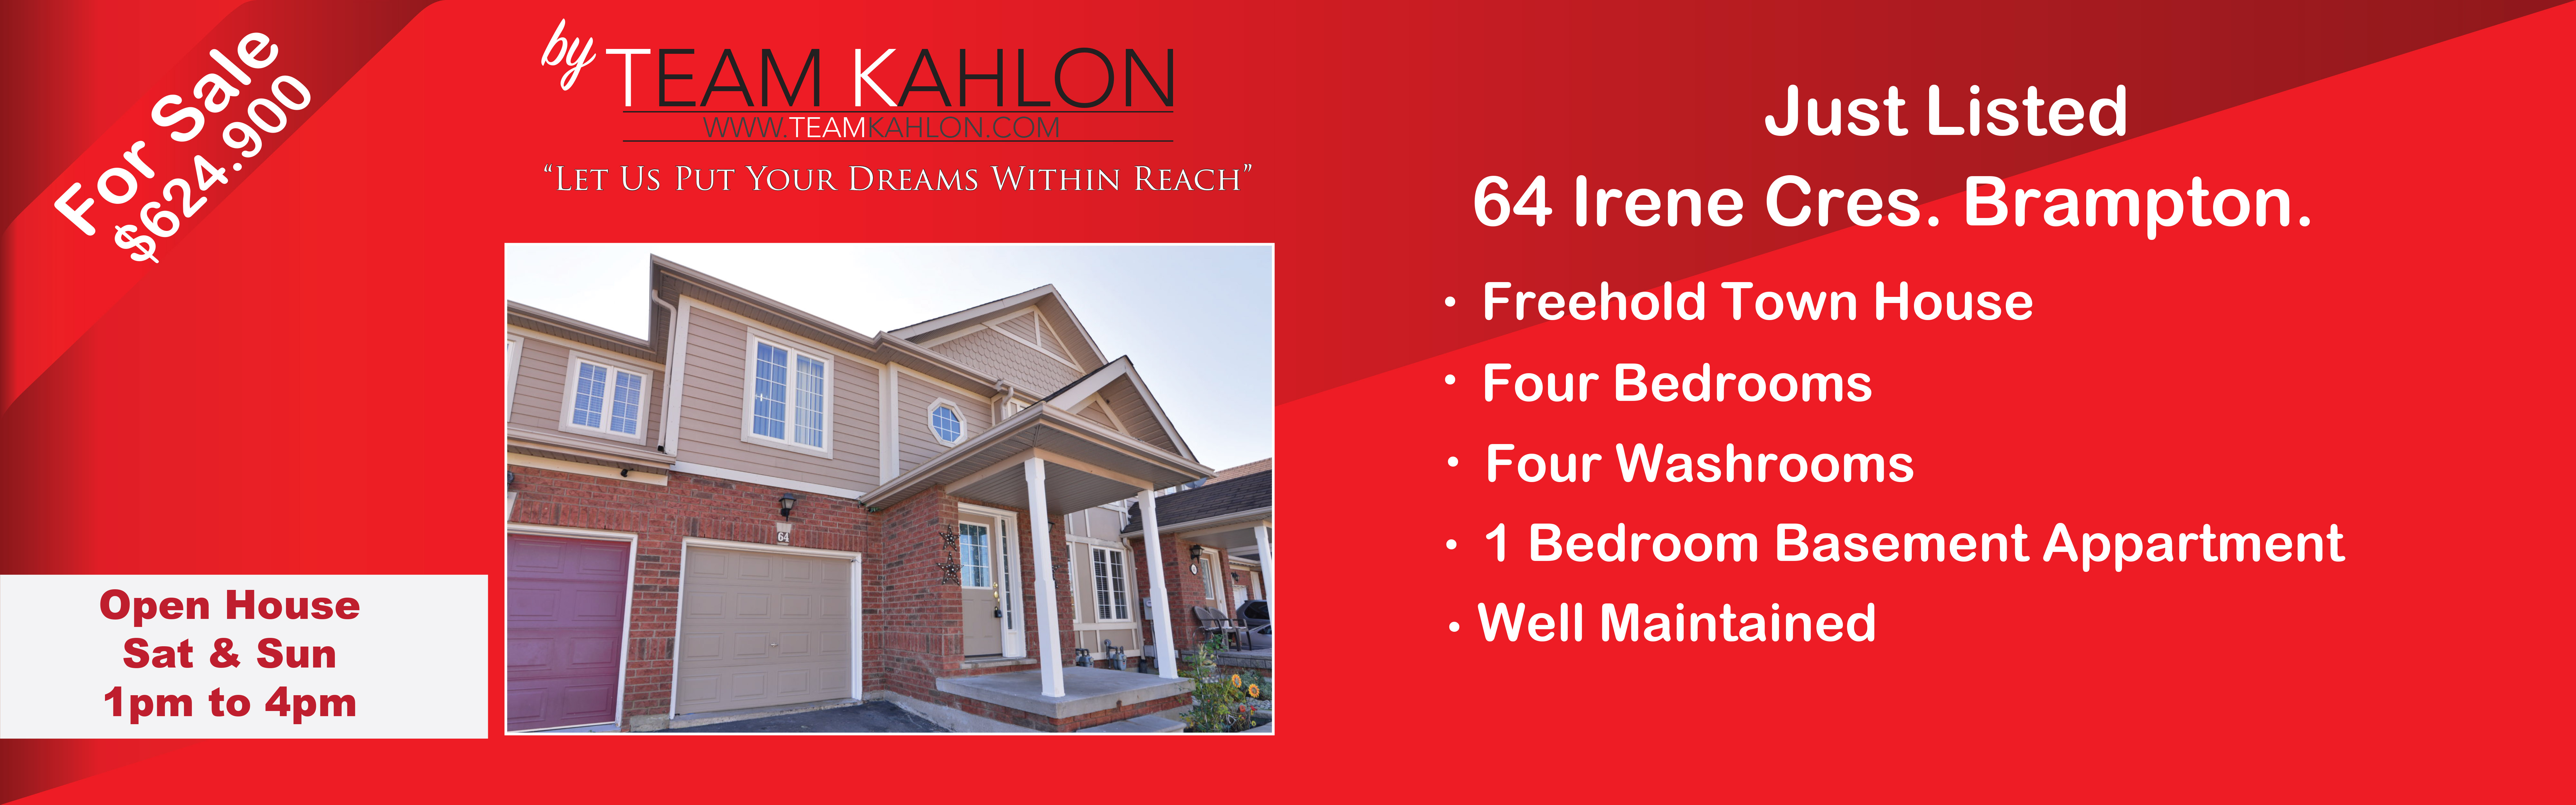 For Sale
$624.900
by TEAM KAHLON
WWW.TEAMKAHLON.COM
“LET US PUT YOUR DREAMS WITHIN REACH”
64
Open House
Sat & Sun
1pm to 4pm
Just Listed
64 Irene Cres. Brampton.
• Freehold Town House
• Four Bedrooms
• Four Washrooms
• 1 Bedroom Basement Appartment
• Well Maintained